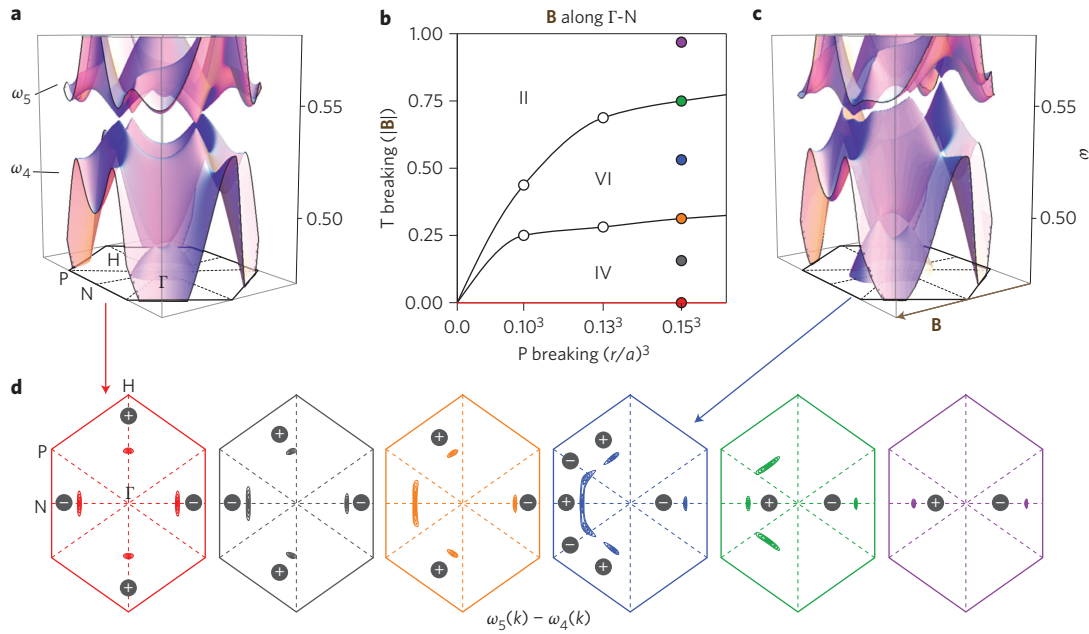 a
ω5
ω4
0.55
0.50
H
P
Γ
N
b
B along Γ-N
T breaking (|B|)
1.00
0.75
0.50
0.25
0.00
II
VI
IV
0.0
0.10³
0.13³
0.15³
P breaking (r/a)³
c
0.55
ω
0.50
B
d
H
+
P
Γ
N
−
−
+
+
−
−
+
+
−
+
+
−
+
−
−
+
+
−
+
−
ω5(k) − ω4(k)